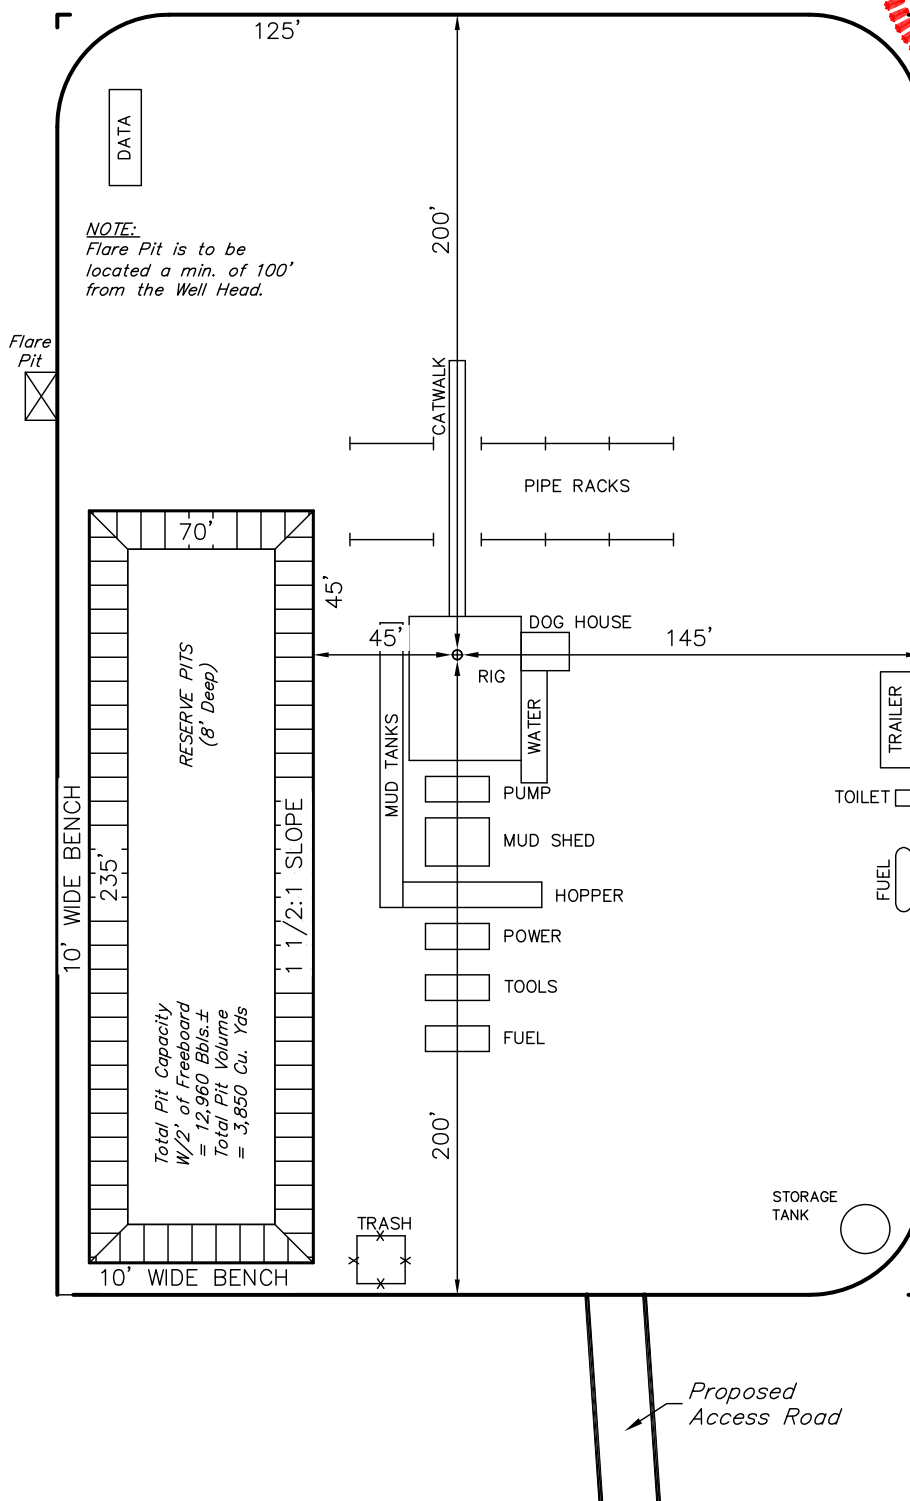 125'
DATA
200'
NOTE:
Flare Pit is to be
located a min. of 100'
from the Well Head.
Flare
Pit
CATWALK
PIPE RACKS
70'
45'
DOG HOUSE
45'
145'
RIG
RESERVE PITS
(8' Deep)
WATER
TRAILER
MUD TANKS
PUMP
TOILET
MUD SHED
10' WIDE BENCH
235'
1 1/2:1 SLOPE
FUEL
HOPPER
POWER
TOOLS
FUEL
Total Pit Capacity
W/2' of Freeboard
= 12,960 Bbls.±
Total Pit Volume
= 3,850 Cu. Yds
200'
STORAGE
TANK
TRASH
10' WIDE BENCH
Proposed
Access Road